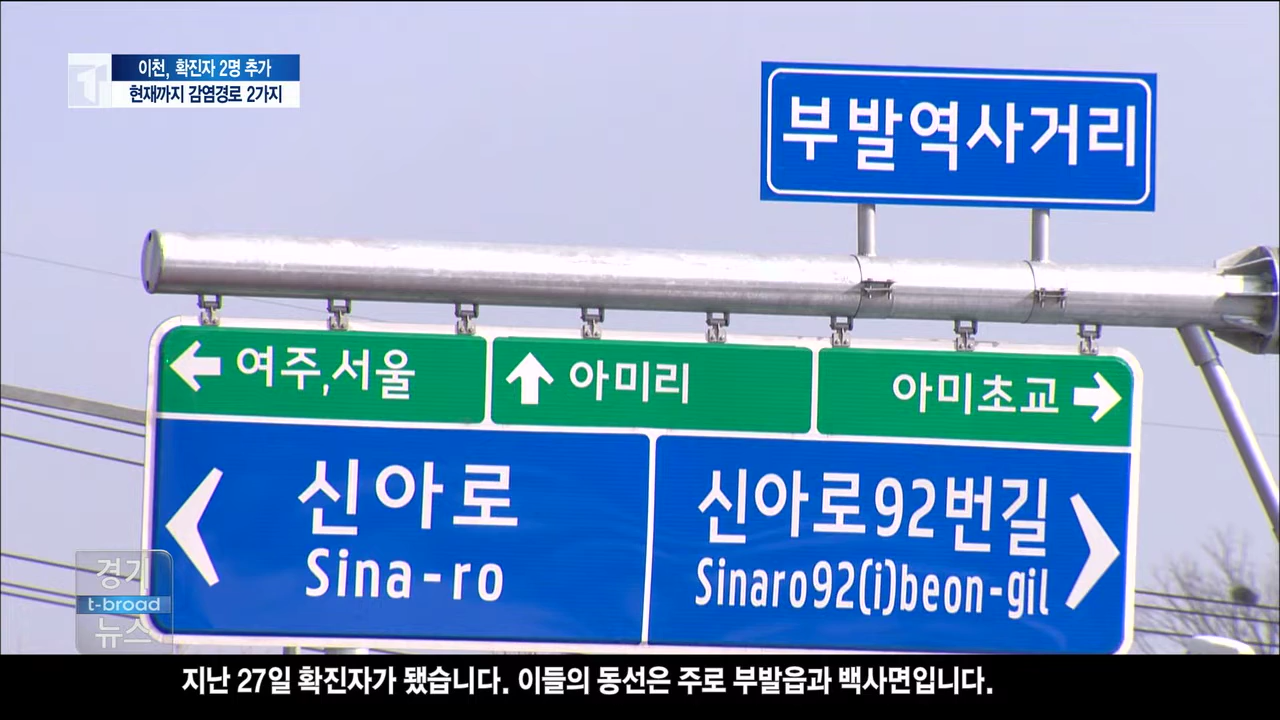 이천, 확진자 2명 추가
현재까지 감염경로 2가지
부발역사거리
여주,서울
아미리
아미초교
신아로
Sina-ro
신아로92번길
Sinaro92(i)beon-gil
경기
t-broad
뉴스
지난 27일 확진자가 됐습니다. 이들의 동선은 주로 부발읍과 백사면입니다.